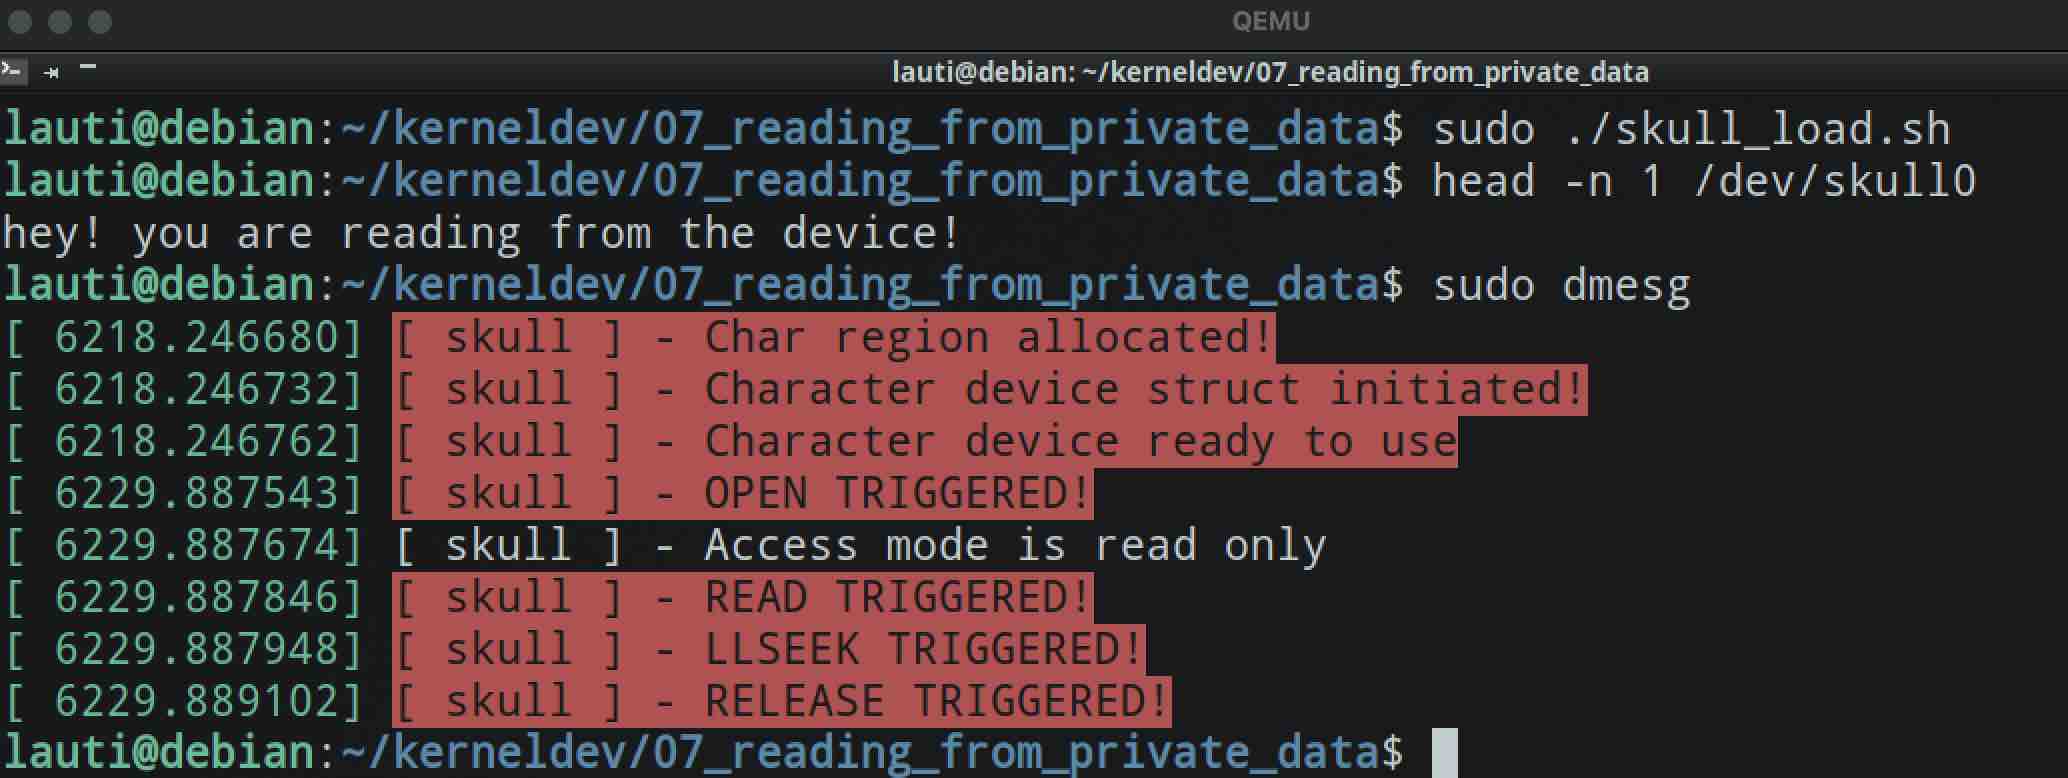 QEMU
lauti@debian: ~/kerneldev/07_reading_from_private_data
lauti@debian:~/kerneldev/07_reading_from_private_data$ sudo ./skull_load.sh
lauti@debian:~/kerneldev/07_reading_from_private_data$ head -n 1 /dev/skull0
hey! you are reading from the device!
lauti@debian:~/kerneldev/07_reading_from_private_data$ sudo dmesg
[ 6218.246680] [ skull ] - Char region allocated!
[ 6218.246732] [ skull ] - Character device struct initiated!
[ 6218.246762] [ skull ] - Character device ready to use
[ 6229.887543] [ skull ] - OPEN TRIGGERED!
[ 6229.887674] [ skull ] - Access mode is read only
[ 6229.887846] [ skull ] - READ TRIGGERED!
[ 6229.887948] [ skull ] - LLSEEK TRIGGERED!
[ 6229.889102] [ skull ] - RELEASE TRIGGERED!
lauti@debian:~/kerneldev/07_reading_from_private_data$